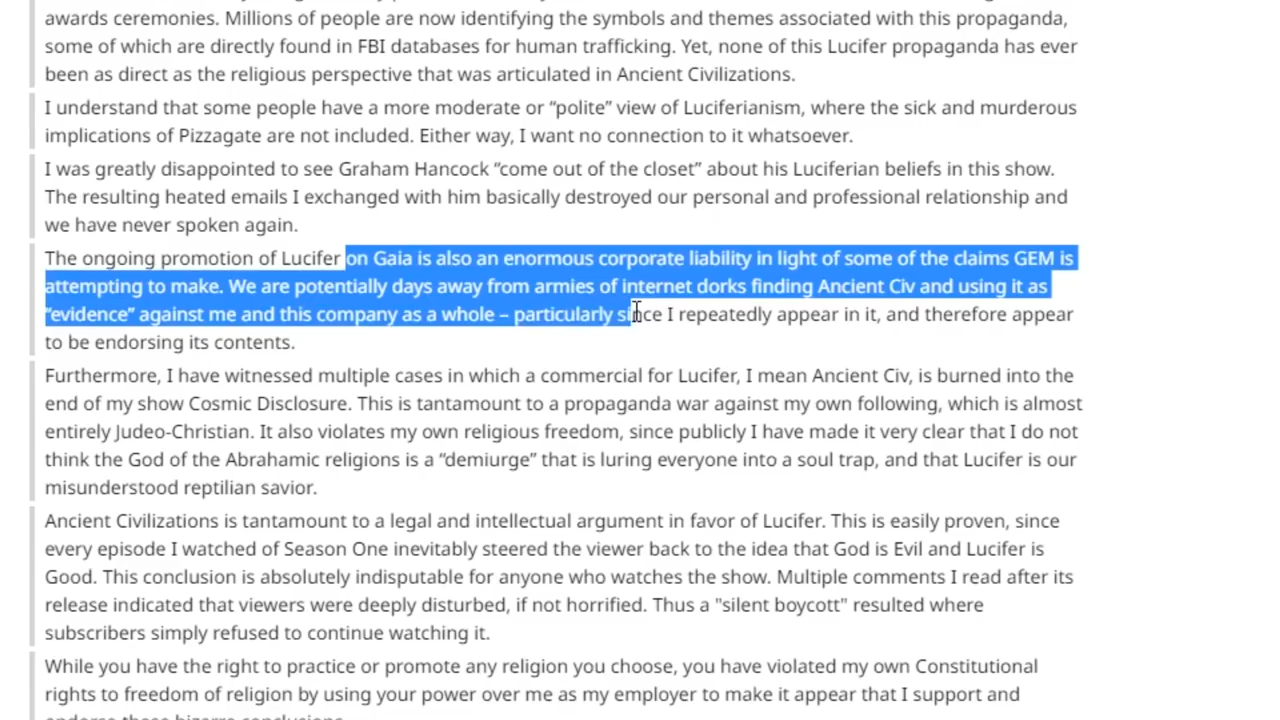 awards ceremonies. Millions of people are now identifying the symbols and themes associated with this propaganda,
some of which are directly found in FBI databases for human trafficking. Yet, none of this Lucifer propaganda has ever
been as direct as the religious perspective that was articulated in Ancient Civilizations.
I understand that some people have a more moderate or “polite” view of Luciferianism, where the sick and murderous
implications of Pizzagate are not included. Either way, I want no connection to it whatsoever.
I was greatly disappointed to see Graham Hancock “come out of the closet” about his Luciferian beliefs in this show.
The resulting heated emails I exchanged with him basically destroyed our personal and professional relationship and
we have never spoken again.
The ongoing promotion of Lucifer on Gaia is also an enormous corporate liability in light of some of the claims GEM is
attempting to make. We are potentially days away from armies of internet dorks finding Ancient Civ and using it as
“evidence” against me and this company as a whole – particularly since I repeatedly appear in it, and therefore appear
to be endorsing its contents.
Furthermore, I have witnessed multiple cases in which a commercial for Lucifer, I mean Ancient Civ, is burned into the
end of my show Cosmic Disclosure. This is tantamount to a propaganda war against my own following, which is almost
entirely Judeo-Christian. It also violates my own religious freedom, since publicly I have made it very clear that I do not
think the God of the Abrahamic religions is a “demiurge” that is luring everyone into a soul trap, and that Lucifer is our
misunderstood reptilian savior.
Ancient Civilizations is tantamount to a legal and intellectual argument in favor of Lucifer. This is easily proven, since
every episode I watched of Season One inevitably steered the viewer back to the idea that God is Evil and Lucifer is
Good. This conclusion is absolutely indisputable for anyone who watches the show. Multiple comments I read after its
release indicated that viewers were deeply disturbed, if not horrified. Thus a "silent boycott" resulted where
subscribers simply refused to continue watching it.
While you have the right to practice or promote any religion you choose, you have violated my own Constitutional
rights to freedom of religion by using your power over me as my employer to make it appear that I support and